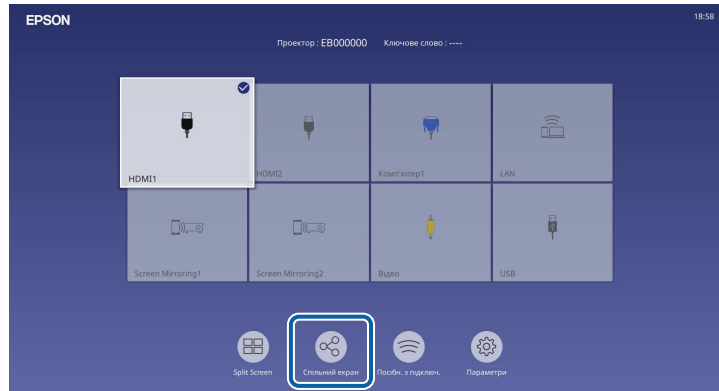 EPSON
18:58
Проектор : EB000000 Ключове слово : ----
HDMI1
HDMI2
Комп'ютер1
LAN
Screen Mirroring1
Screen Mirroring2
Відео
USB
Split Screen
Спільний екран
Посібн. з підключ.
Параметри